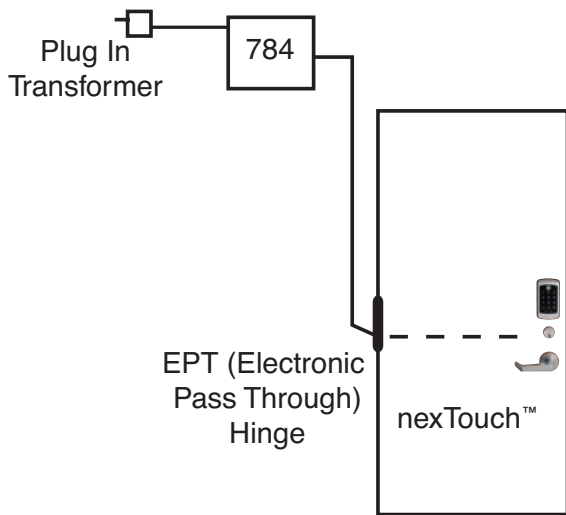 Plug In
Transformer
784
EPT (Electronic
Pass Through)
Hinge
nexTouch™